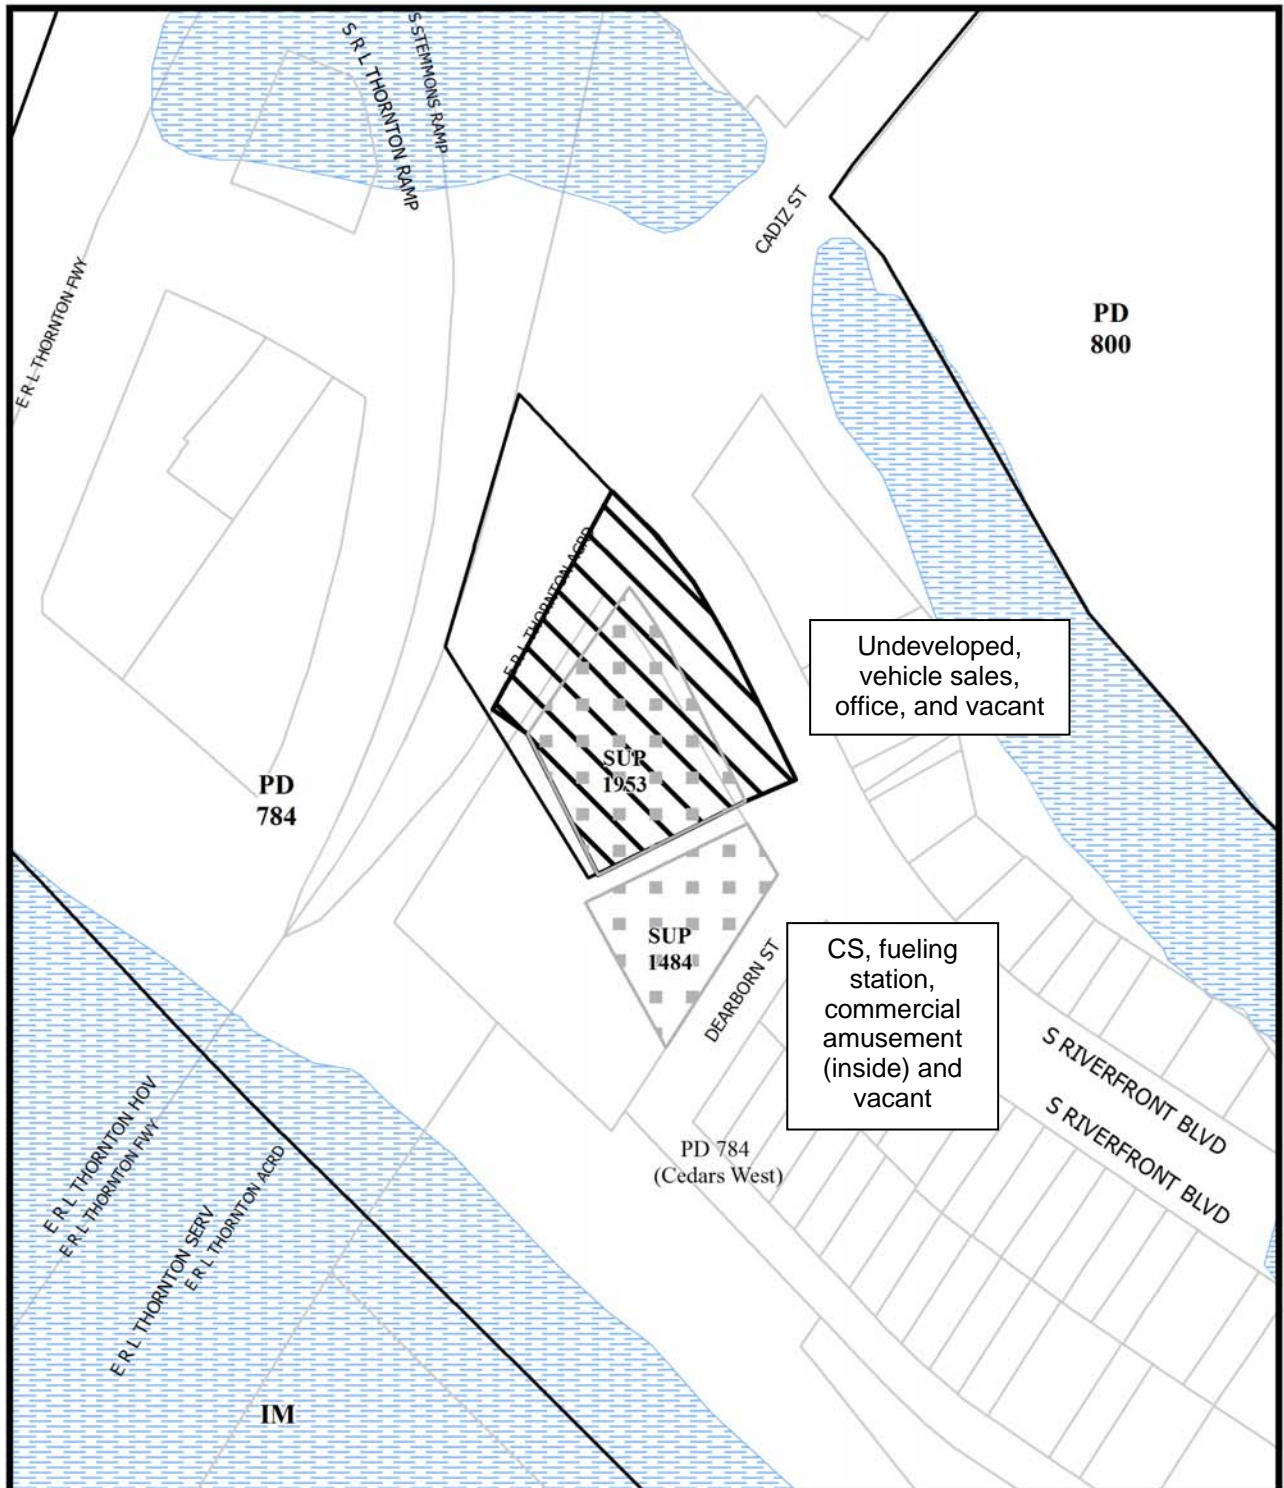 S STEMMONS RAMP
S R L THORNTON RAMP
CADIZ ST
E R L THORNTON FWY
PD
800
E R L THORNTON ACRD
Undeveloped,
vehicle sales,
office, and vacant
SUP
1953
PD
784
SUP
1484
DEARBORN ST
CS, fueling
station,
commercial
amusement
(inside) and
vacant
S RIVERFRONT BLVD
S RIVERFRONT BLVD
PD 784
(Cedars West)
E R L THORNTON HOV
E R L THORNTON FWY
E R L THORNTON SERV
E R L THORNTON ACRD
IM